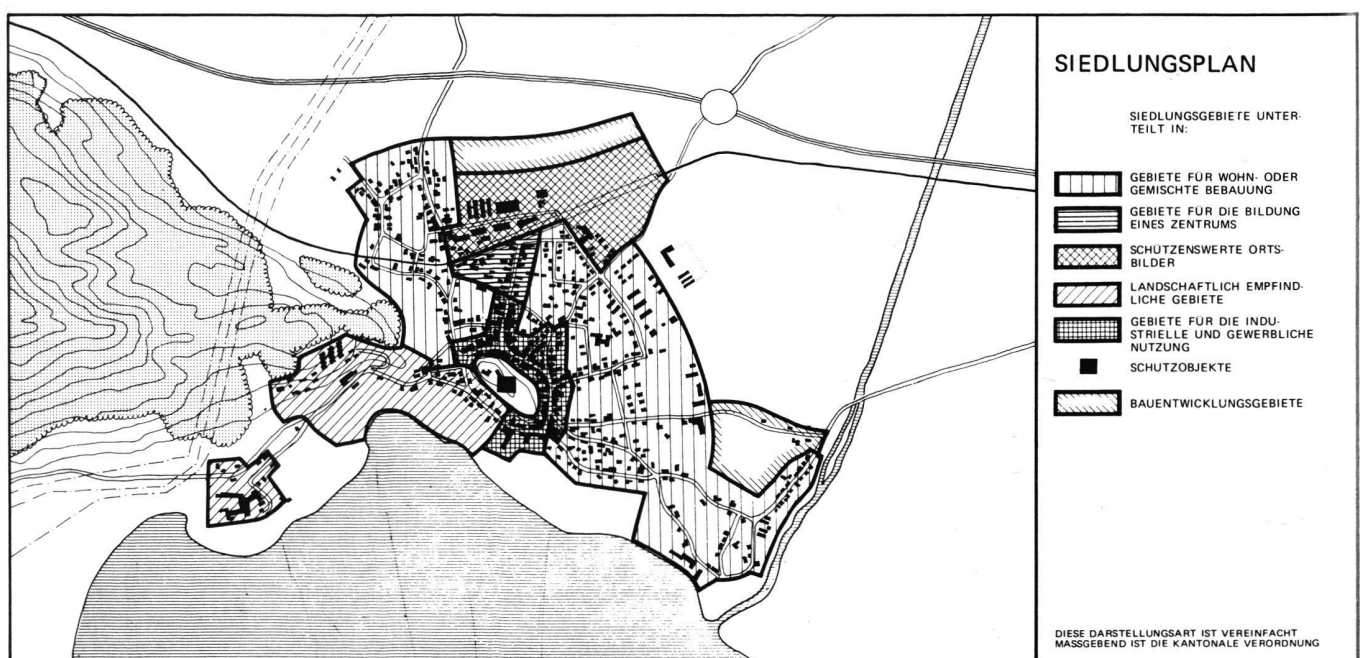 SIEDLUNGSPLAN
SIEDLUNGSGEBIETE UNTER-
TEILT IN:
GEBIETE FÜR WOHN- ODER
GEMISCHTE BEBAUUNG
GEBIETE FÜR DIE BILDUNG
EINES ZENTRUMS
SCHÜTZENSWERTE ORTS-
BILDER
LANDSCHAFTLICH EMPFIND-
LICHE GEBIETE
GEBIETE FÜR DIE INDU-
STRIELLE UND GEWERBLICHE
NUTZUNG
SCHUTZOBJEKTE
BAUENTWICKLUNGSGEBIETE
DIESE DARSTELLUNGSART IST VEREINFACHT
MASSGEBEND IST DIE KANTONALE VERORDNUNG